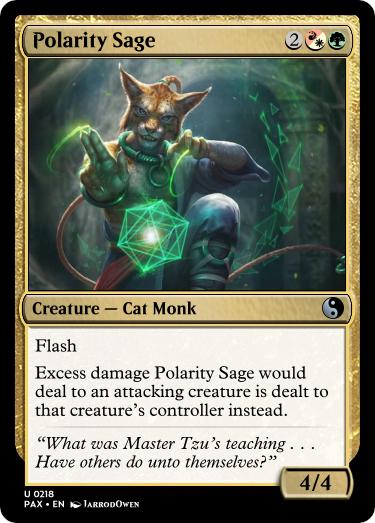 Polarity Sage 2
Creature — Cat Monk
Flash
Excess damage Polarity Sage would
deal to an attacking creature is dealt to
that creature's controller instead.
“What was Master Tzu's teaching . . .
Have others do unto themselves?”
4/4
U 0218
PAX • EN JARRODOWEN